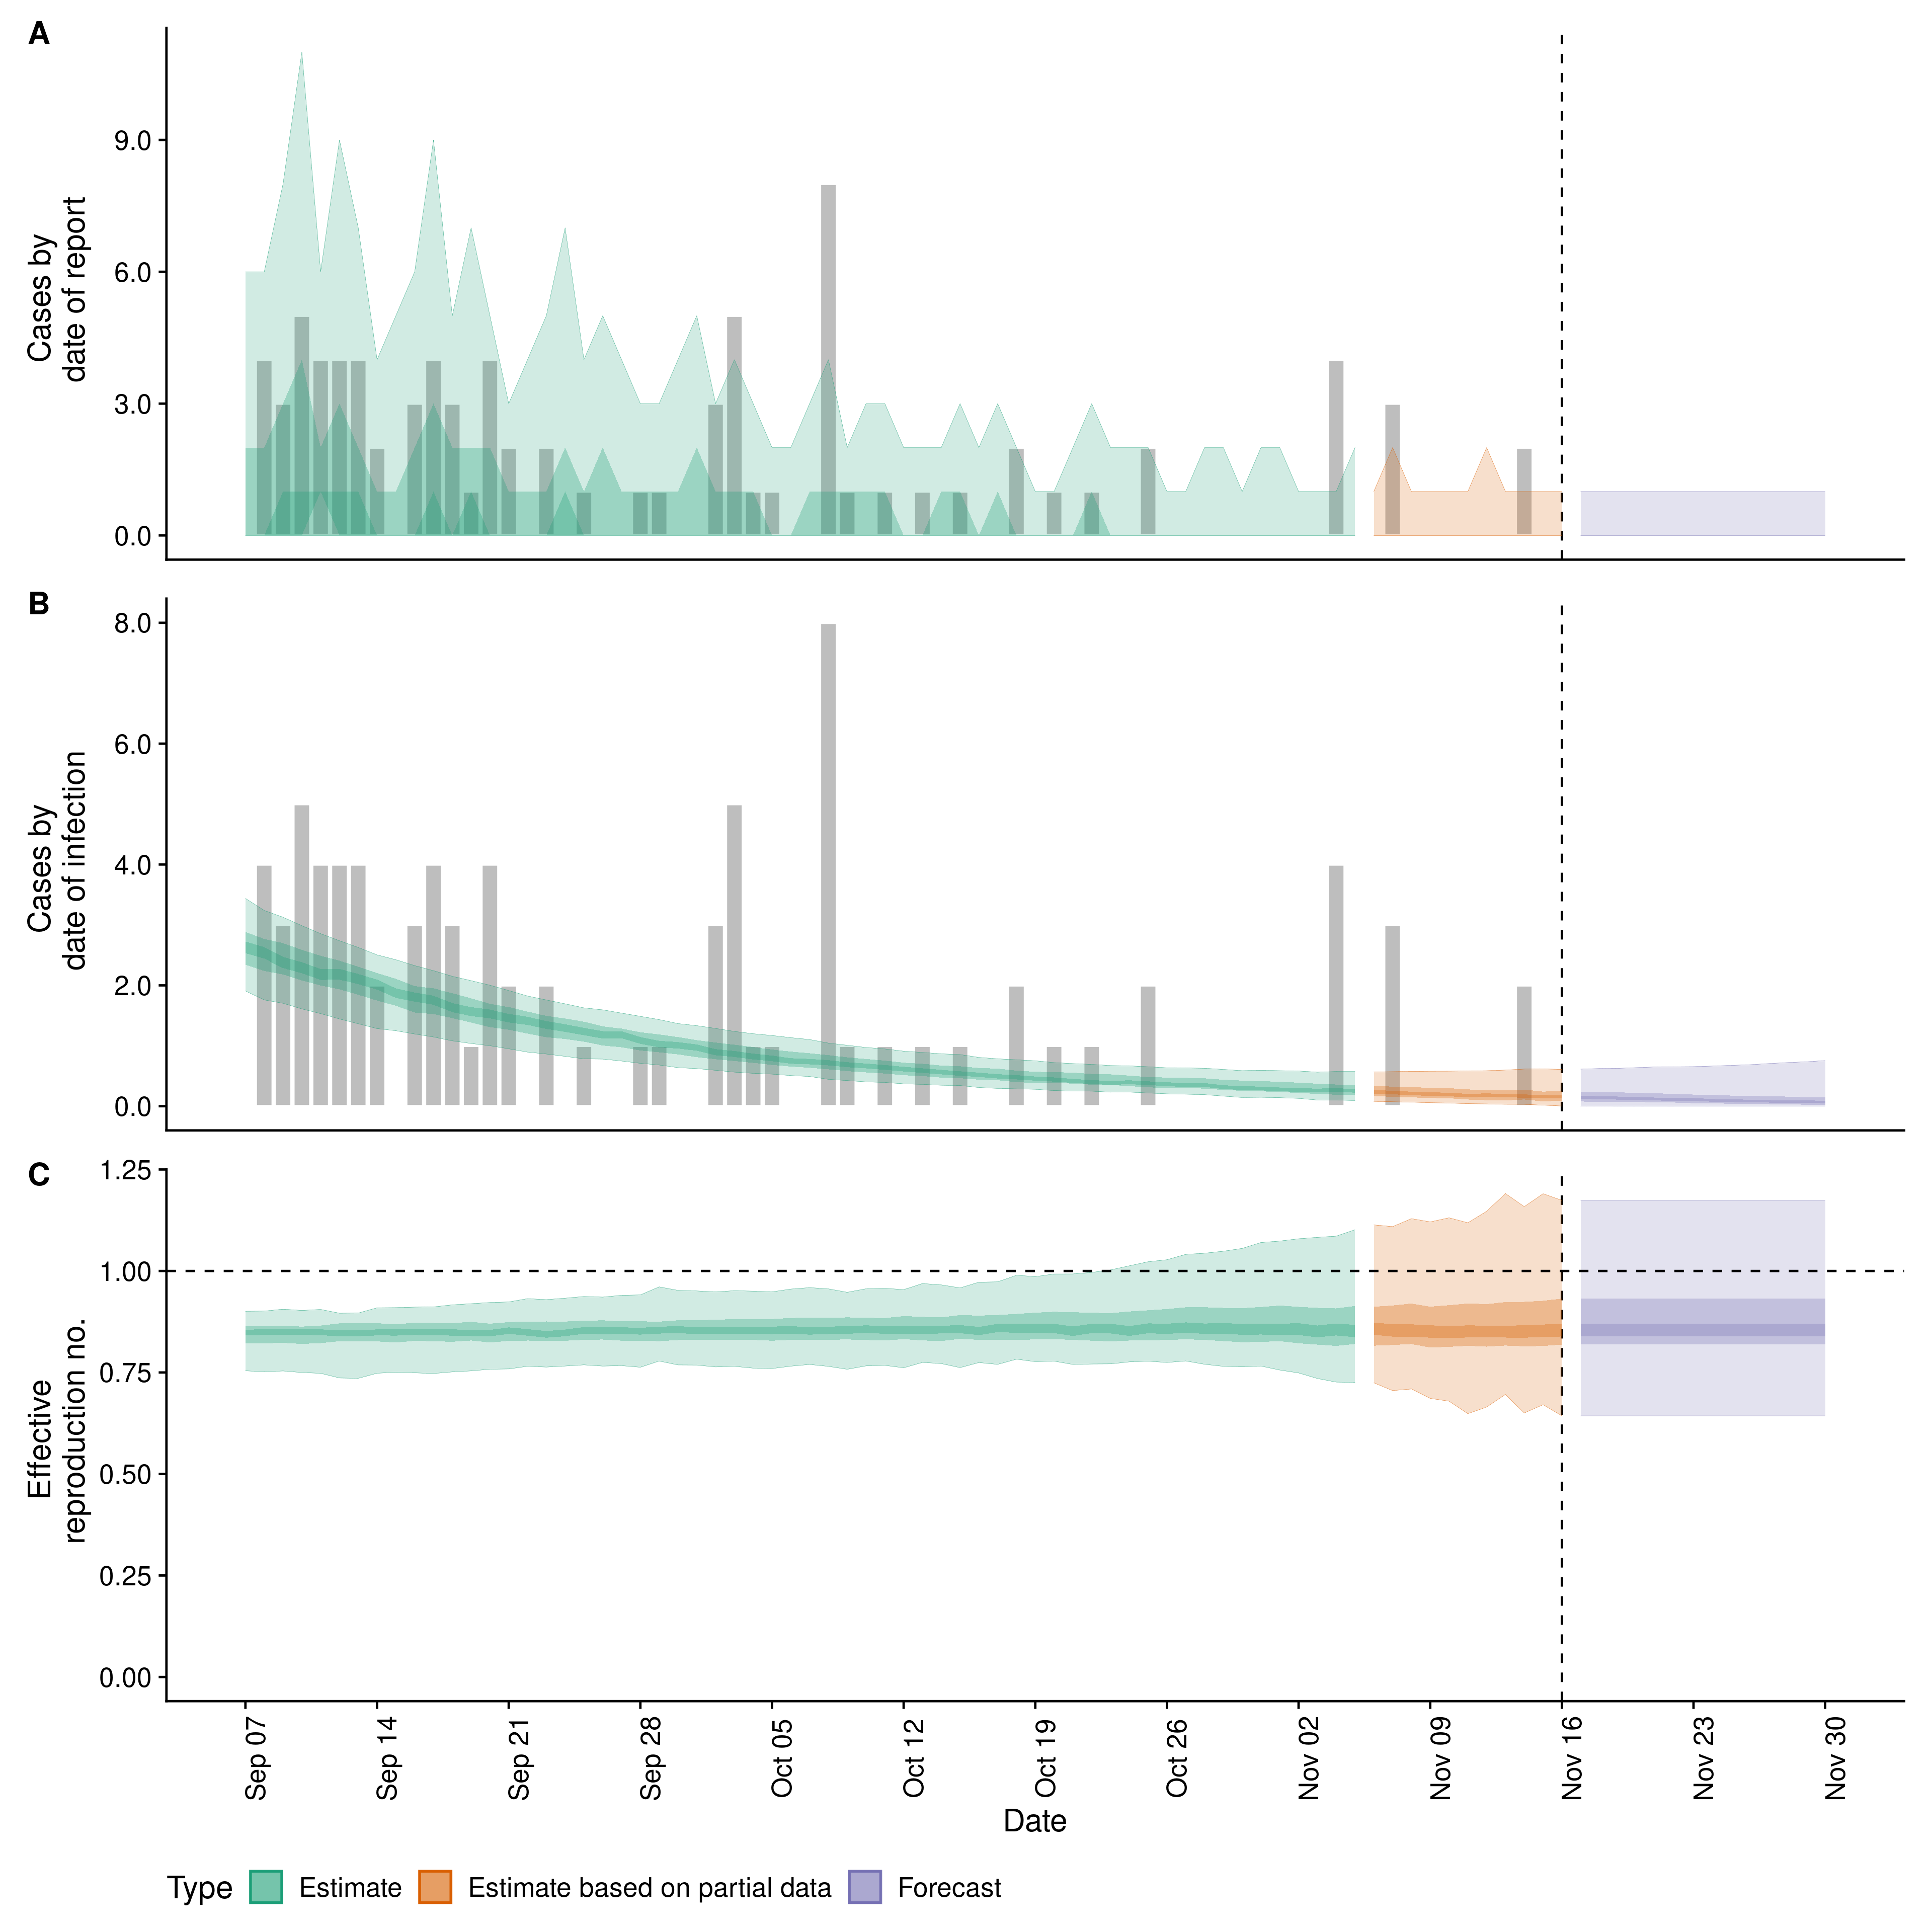 A
Cases by
date of report
9.0
6.0
3.0
0.0
B
Cases by
date of infection
8.0
6.0
4.0
2.0
0.0
C
Effective
reproduction no.
1.25
1.00
0.75
0.50
0.25
0.00
Sep 07
Sep 14
Sep 21
Sep 28
Oct 05
Oct 12
Oct 19
Oct 26
Nov 02
Nov 09
Nov 16
Nov 23
Nov 30
Date
Type Estimate Estimate based on partial data Forecast